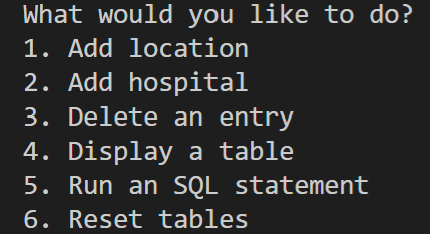 What would you like to do?
1. Add location
2. Add hospital
3. Delete an entry
4. Display a table
5. Run an SQL statement
6. Reset tables